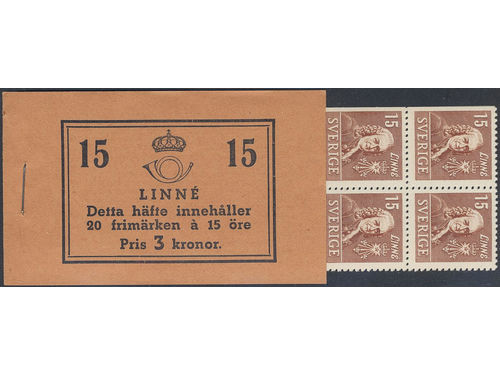 15 15
LINNÉ
Detta häfte innehåller
20 frimärken à 15 öre
Pris 3 kronor.
15
SVERIGE
LINNÉ
15
SVERIGE
LINNÉ
15
SVERIGE
LINNÉ
15
SVERIGE
LINNÉ